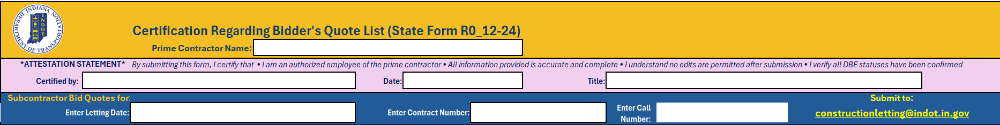 INDIANA
DEPARTMENT OF TRANSPORTATION
INDOT
Certification Regarding Bidder's Quote List (State Form R0_12-24)
Prime Contractor Name:
*ATTESTATION STATEMENT* By submitting this form, I certify that • I am an authorized employee of the prime contractor • All information provided is accurate and complete • I understand no edits are permitted after submission • I verify all DBE statuses have been confirmed
Certified by: Date: Title:
Subcontractor Bid Quotes for: Submit to:
Enter Letting Date: Enter Contract Number: Enter Call Number: constructionletting@indot.in.gov